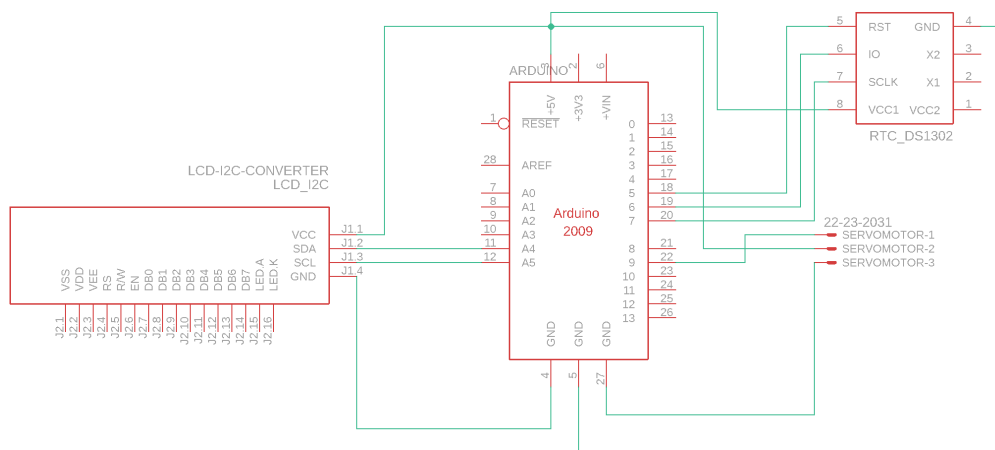 5 RST GND 4
6 IO X2 3
7 SCLK X1 2
8 VCC1 VCC2 1
RTC_DS1302
ARDUINO
3 2 6
+5V +3V3 +VIN
1 RESET
28 AREF
7 A0
8 A1
9 A2
10 A3
11 A4
12 A5
Arduino
2009
0 13
1 14
2 15
3 16
4 17
5 18
6 19
7 20
8 21
9 22
10 23
11 24
12 25
13 26
GND GND GND
4 5 27
LCD-I2C-CONVERTER
LCD_I2C
VCC J1.1
SDA J1.2
SCL J1.3
GND J1.4
VSS VDD VEE RS R/W EN DB0 DB1 DB2 DB3 DB4 DB5 DB6 DB7 LED.A LED.K
J2.1 J2.2 J2.3 J2.4 J2.5 J2.6 J2.7 J2.8 J2.9 J2.10 J2.11 J2.12 J2.13 J2.14 J2.15 J2.16
22-23-2031
SERVOMOTOR-1
SERVOMOTOR-2
SERVOMOTOR-3